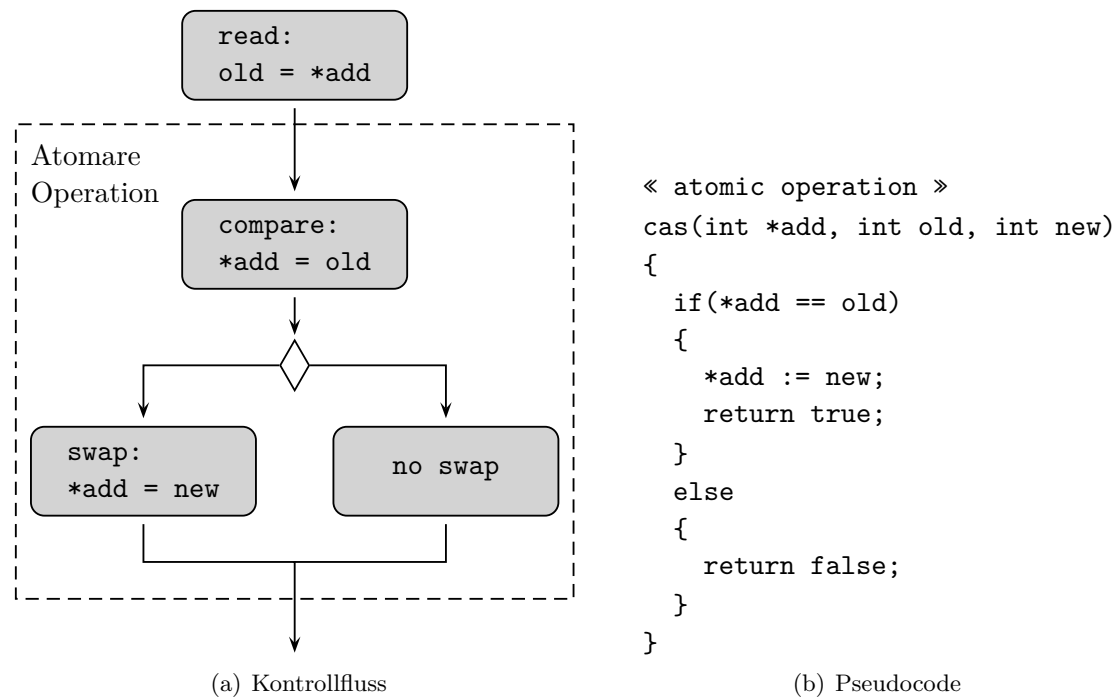 read:
old = *add
Atomare
Operation
compare:
*add = old
swap:
*add = new
no swap
(a) Kontrollfluss
« atomic operation »
cas(int *add, int old, int new)
{
if(*add == old)
{
*add := new;
return true;
}
else
{
return false;
}
}
(b) Pseudocode